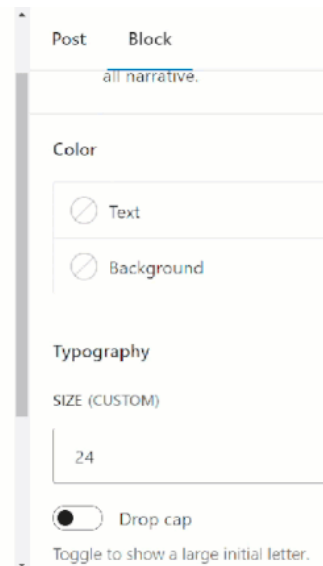 Post Block
all narrative.
Color
Text
Background
Typography
SIZE (CUSTOM)
24
Drop cap
Toggle to show a large initial letter.